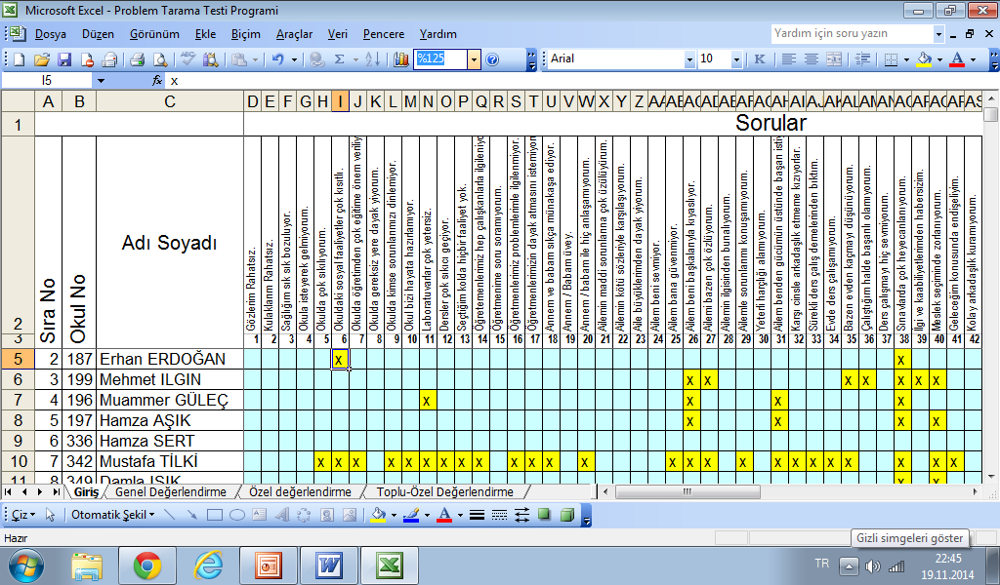 Microsoft Excel - Problem Tarama Testi Programi
Dosya Düzen Görünüm Ekle Biçim Araçlar Veri Pencere Yardım
Yardım için soru yazın
%125 Arial 10 K
I5 fx x
A B C D E F G H I J K L M N O P Q R S T U V W X Y Z
1 Sorular
2 Sıra No Okul No Adı Soyadı
Gözlerim Rahatsız.
Kulaklarım Rahatsız.
Sağlığım sık bozuluyor.
Okula isteyerek gelmiyorum.
Okulda çok sıkılıyorum.
Okuldaki sosyal faaliyetler çok kısıtlı.
Okulda öğretimden çok eğitime önem veriliy
Okulda gereksiz yere dayak yiyorum.
Okulda kimse sorunlarımızı dinlemiyor.
Okul bizi hayata hazırlamıyor.
Laboratuvarlar çok yetersiz.
Dersler çok sıkıcı geçiyor.
Seçtiğim kolda hiçbir faaliyet yok.
Öğretmenlerimiz hep çalışkanlarla ilgileniyo
Öğretmenime soru soramıyorum.
Öğretmenlerimiz problemlerimizle ilgilenmiyor.
Öğretmenlerimizin dayak atmasını istemiyor
Annem ve babam sıkça münakaşa ediyor.
Annem / Babam üvey.
Annem / babam ile hiç anlaşamıyorum.
Ailemin maddi sorunlarına çok üzülüyorum.
Ailemin kötü sözleriyle karşılaşıyorum.
Aile büyüklerimden dayak yiyorum.
Ailem beni sevmiyor.
Ailem bana güvenmiyor.
Ailem beni başkalarıyla kıyaslıyor.
Ailemi bazen çok özlüyorum.
Ailemin ilgisinden bunalıyorum.
Ailemle sorunlarımı konuşamıyorum.
Yeterli harçlığı alamıyorum.
Ailem benden gücümün üstünde başarı isti
Karşı cinsle arkadaşlık etmeme kızıyorlar.
Sürekli ders çalış demelerinden bıktım.
Evde ders çalışamıyorum.
Bazen evden kaçmayı düşünüyorum.
Çalıştığım halde başarılı olamıyorum.
Ders çalışmayı hiç sevmiyorum.
Sınavlarda çok heyecanlanıyorum.
İlgi ve kaabiliyetlerimden habersizim.
Meslek seçiminde zorlanıyorum.
Geleceğim konusunda endişeliyim.
Kolay arkadaşlık kuramıyorum.
3 1 2 3 4 5 6 7 8 9 10 11 12 13 14 15 16 17 18 19 20 21 22 23 24 25 26 27 28 29 30 31 32 33 34 35 36 37 38 39 40 41 42
5 2 187 Erhan ERDOĞAN x x
6 3 199 Mehmet ILGIN x x x x x x x
7 4 196 Muammer GÜLEÇ x x x x
8 5 197 Hamza AŞIK x x x x
9 6 336 Hamza SERT
10 7 342 Mustafa TİLKİ x x x x x x x x x x x x x x x x x x x x x x x x
11 8 349 Damla IŞIK x x
Giriş Genel Değerlendirme Özel değerlendirme Toplu-Özel Değerlendirme
Çiz Otomatik Şekil
Hazır
Gizli simgeleri göster
TR 22:45
19.11.2014